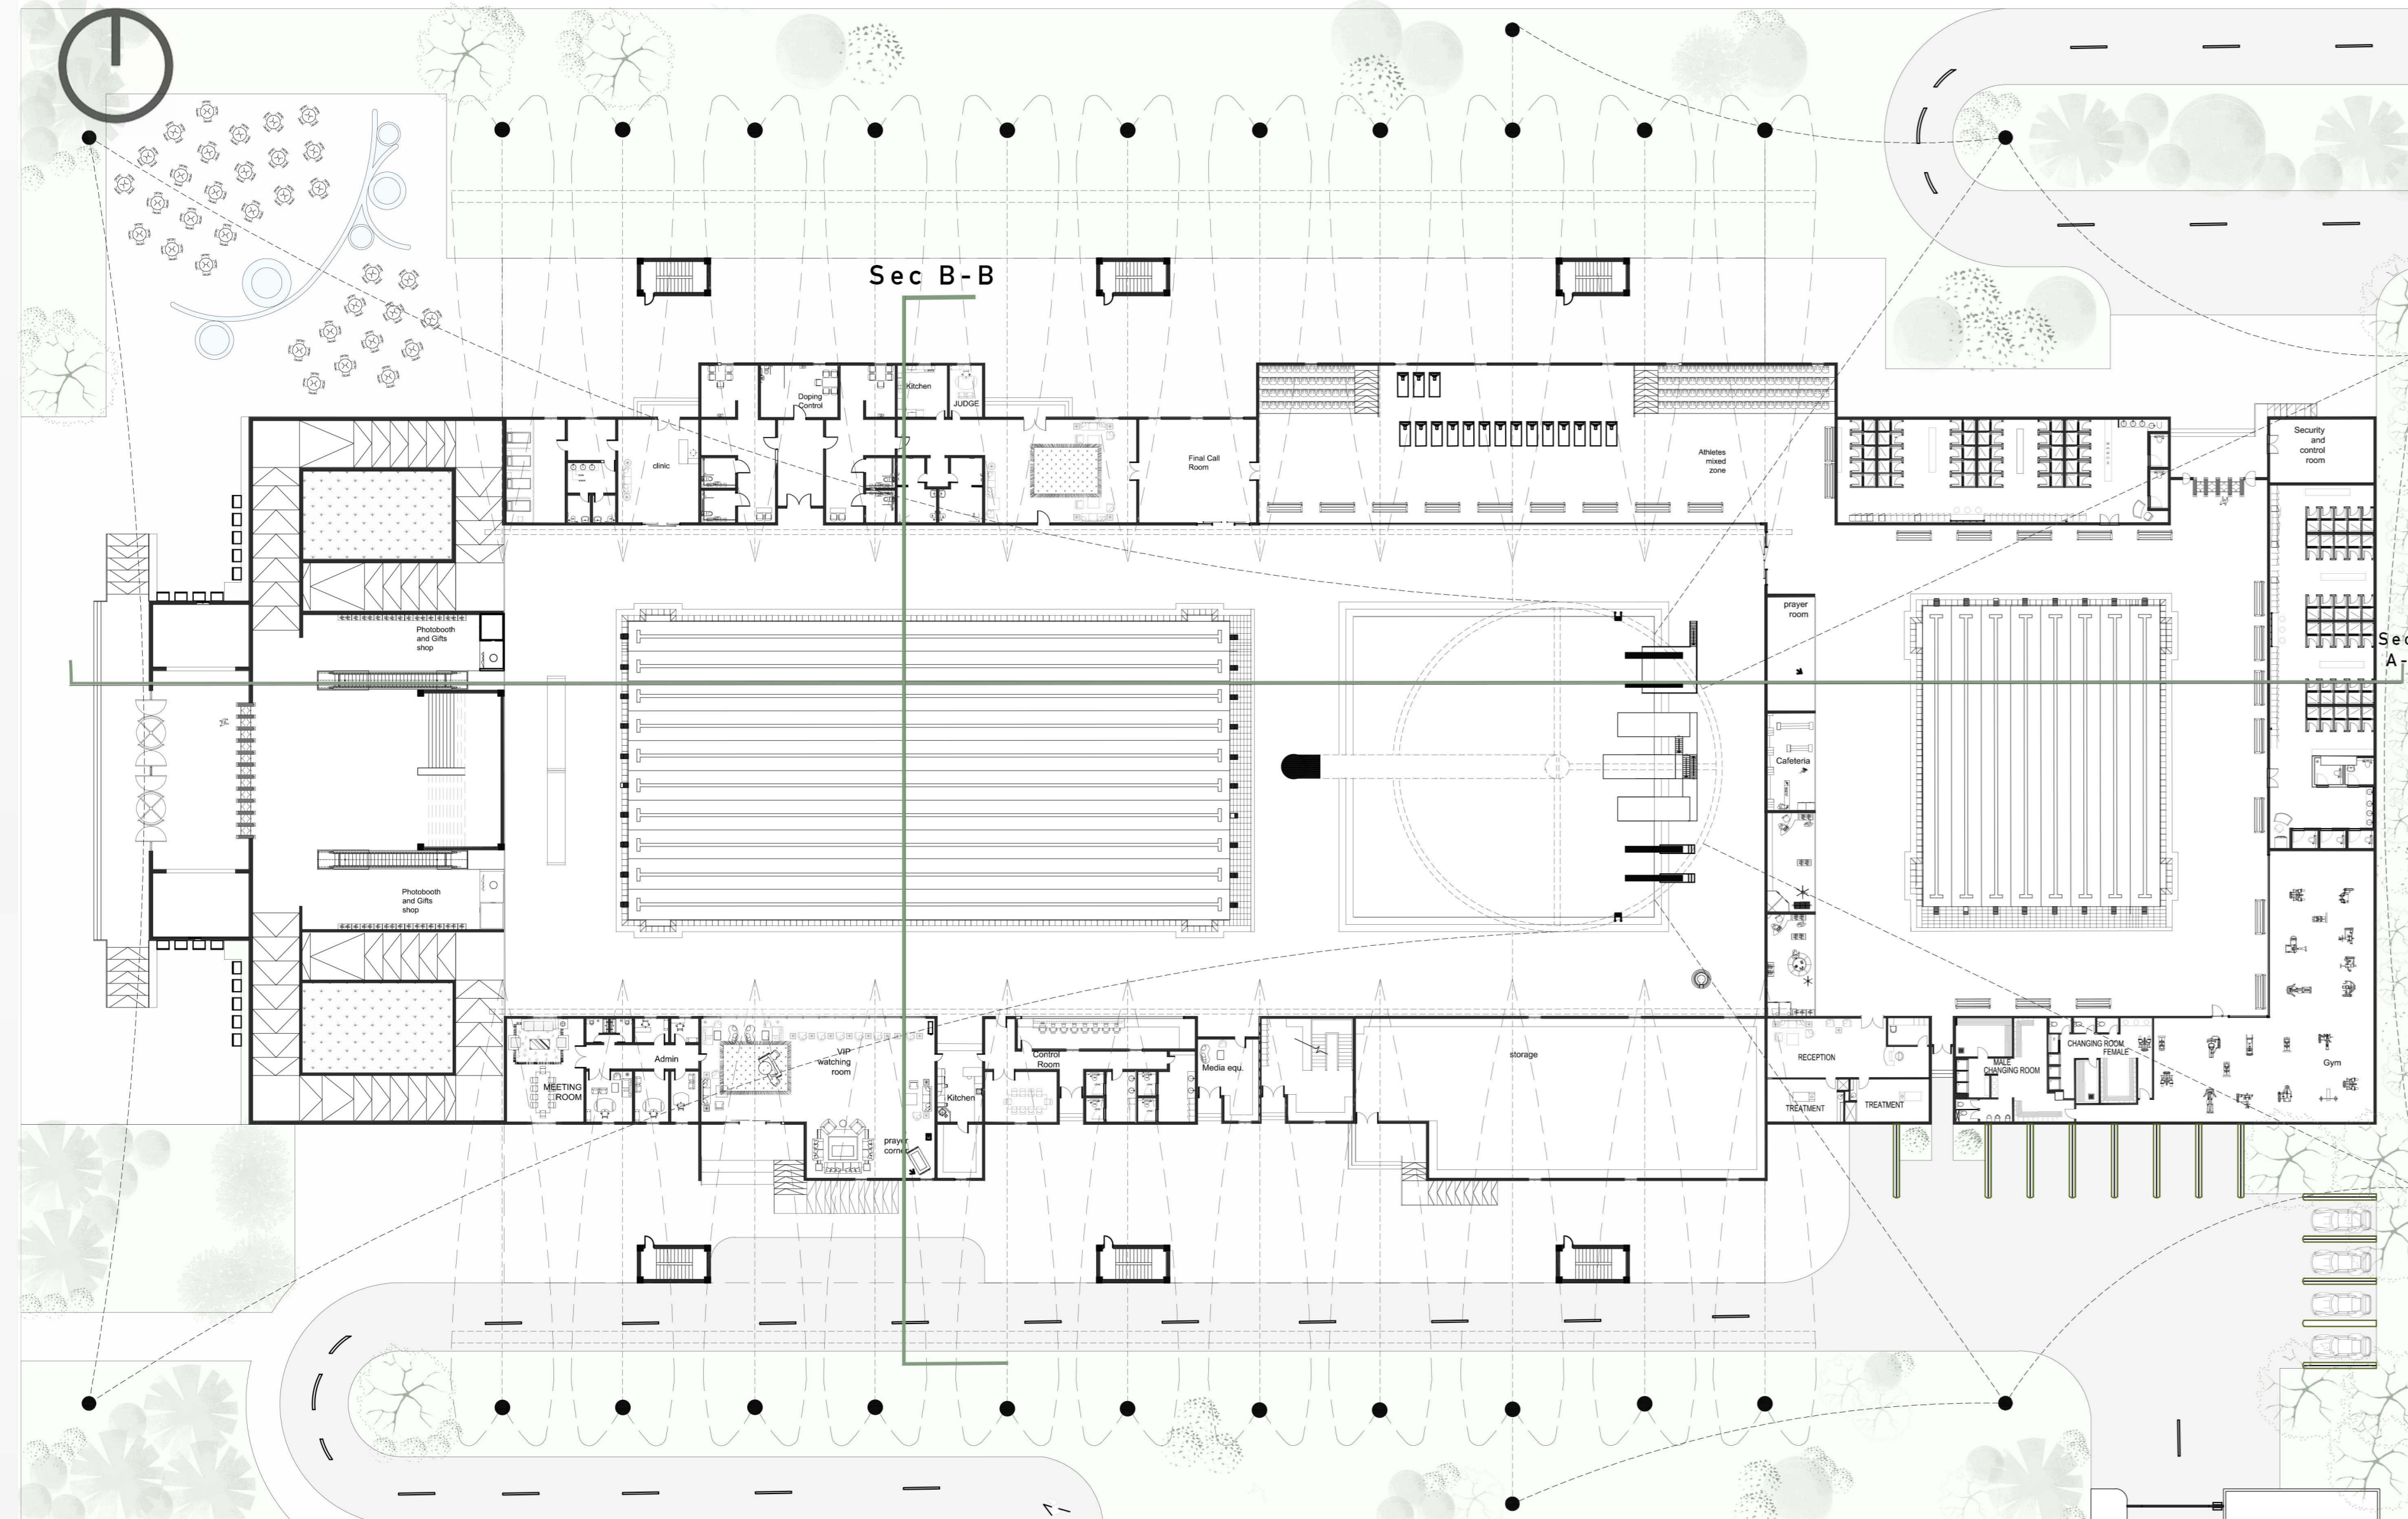 Sec B-B
Kitchen
Doping
Control
JUDGE
clinic
Final Call
Room
Athletes
mixed
zone
Security
and
control
room
Photobooth
and Gifts
shop
prayer
room
Sec
A-
Cafeteria
Photobooth
and Gifts
shop
MEETING
ROOM
Admin
VIP
watching
room
prayer
corner
Kitchen
Control
Room
Media equ.
storage
RECEPTION
TREATMENT
TREATMENT
MALE
CHANGING ROOM
CHANGING ROOM
FEMALE
Gym